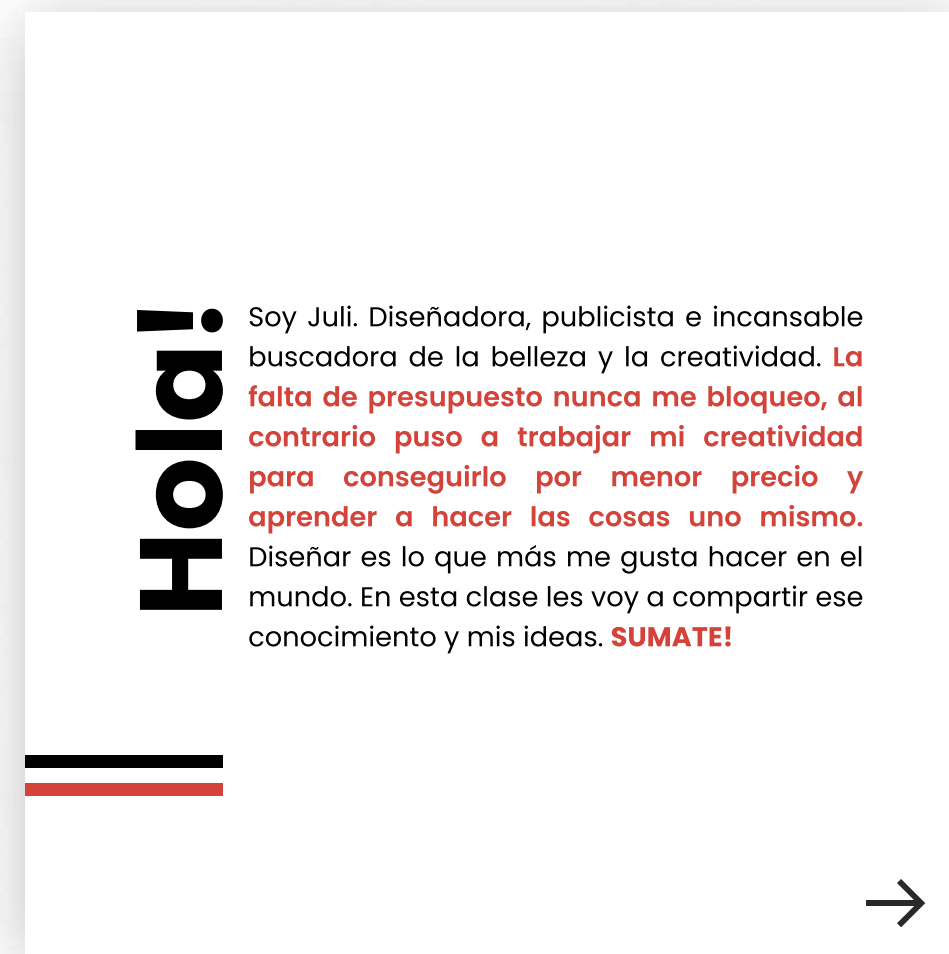 Hola!
Soy Juli. Diseñadora, publicista e incansable
buscadora de la belleza y la creatividad. La
falta de presupuesto nunca me bloqueo, al
contrario puso a trabajar mi creatividad
para conseguirlo por menor precio y
aprender a hacer las cosas uno mismo.
Diseñar es lo que más me gusta hacer en el
mundo. En esta clase les voy a compartir ese
conocimiento y mis ideas. SUMATE!